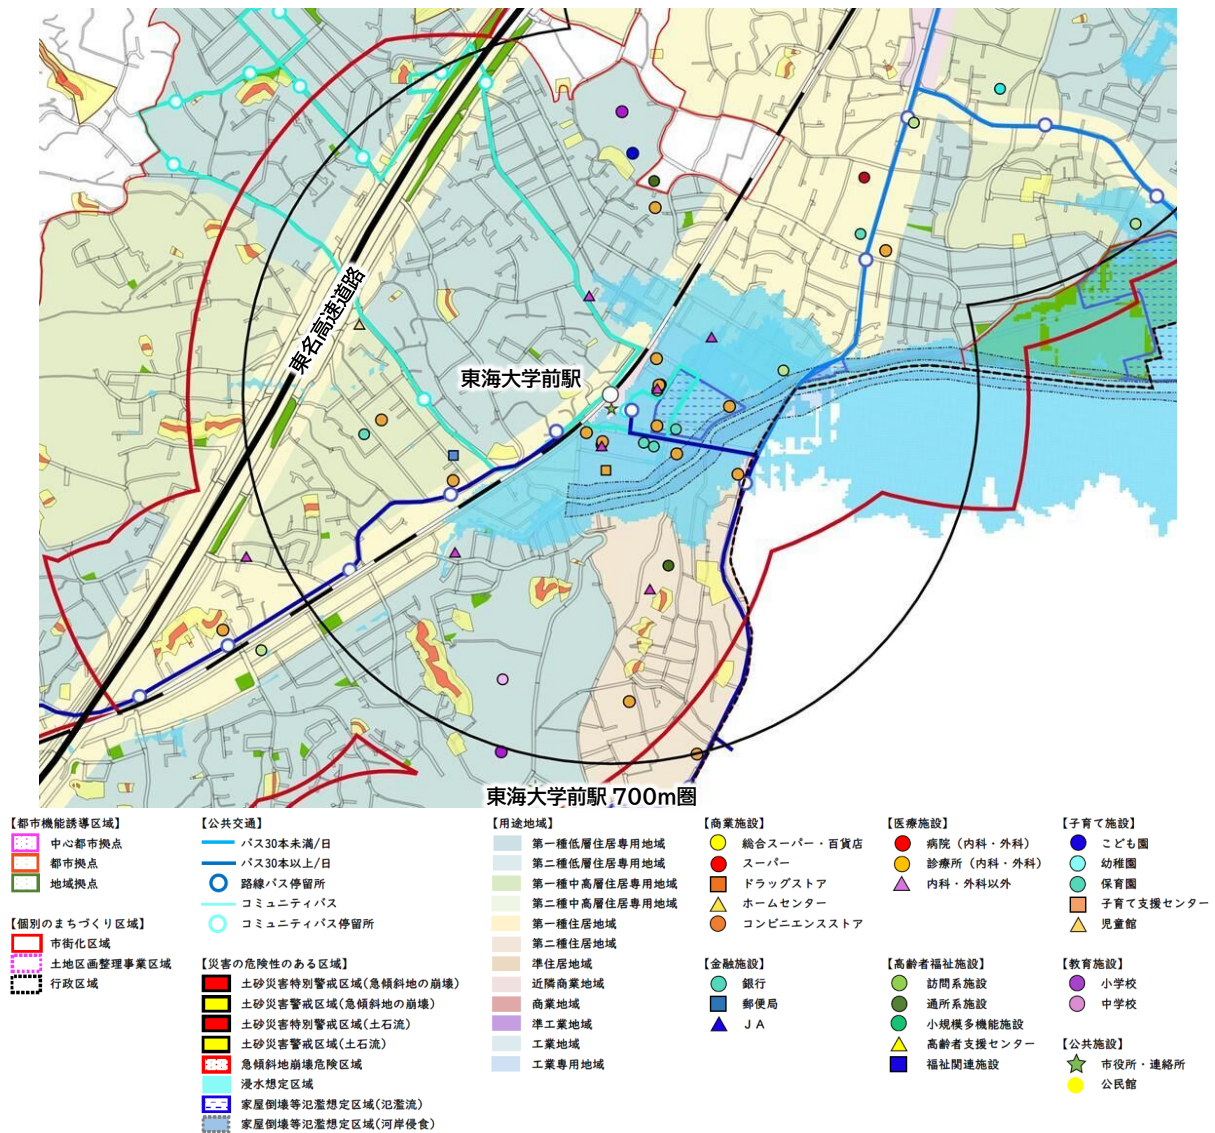 東名高速道路
東海大学前駅
東海大学前駅 700m圏
【都市機能誘導区域】
中心都市拠点
都市拠点
地域拠点
【個別のまちづくり区域】
市街化区域
土地区画整理事業区域
行政区域
【公共交通】
バス30本未満/日
バス30本以上/日
路線バス停留所
コミュニティバス
コミュニティバス停留所
【災害の危険性のある区域】
土砂災害特別警戒区域(急傾斜地の崩壊)
土砂災害警戒区域(急傾斜地の崩壊)
土砂災害特別警戒区域(土石流)
土砂災害警戒区域(土石流)
急傾斜地崩壊危険区域
浸水想定区域
家屋倒壊等氾濫想定区域(氾濫流)
家屋倒壊等氾濫想定区域(河岸侵食)
【用途地域】
第一種低層住居専用地域
第二種低層住居専用地域
第一種中高層住居専用地域
第二種中高層住居専用地域
第一種住居地域
第二種住居地域
準住居地域
近隣商業地域
商業地域
準工業地域
工業地域
工業専用地域
【商業施設】
総合スーパー・百貨店
スーパー
ドラッグストア
ホームセンター
コンビニエンスストア
【金融施設】
銀行
郵便局
ＪＡ
【医療施設】
病院（内科・外科）
診療所（内科・外科）
内科・外科以外
【高齢者福祉施設】
訪問系施設
通所系施設
小規模多機能施設
高齢者支援センター
福祉関連施設
【子育て施設】
こども園
幼稚園
保育園
子育て支援センター
児童館
【教育施設】
小学校
中学校
【公共施設】
市役所・連絡所
公民館